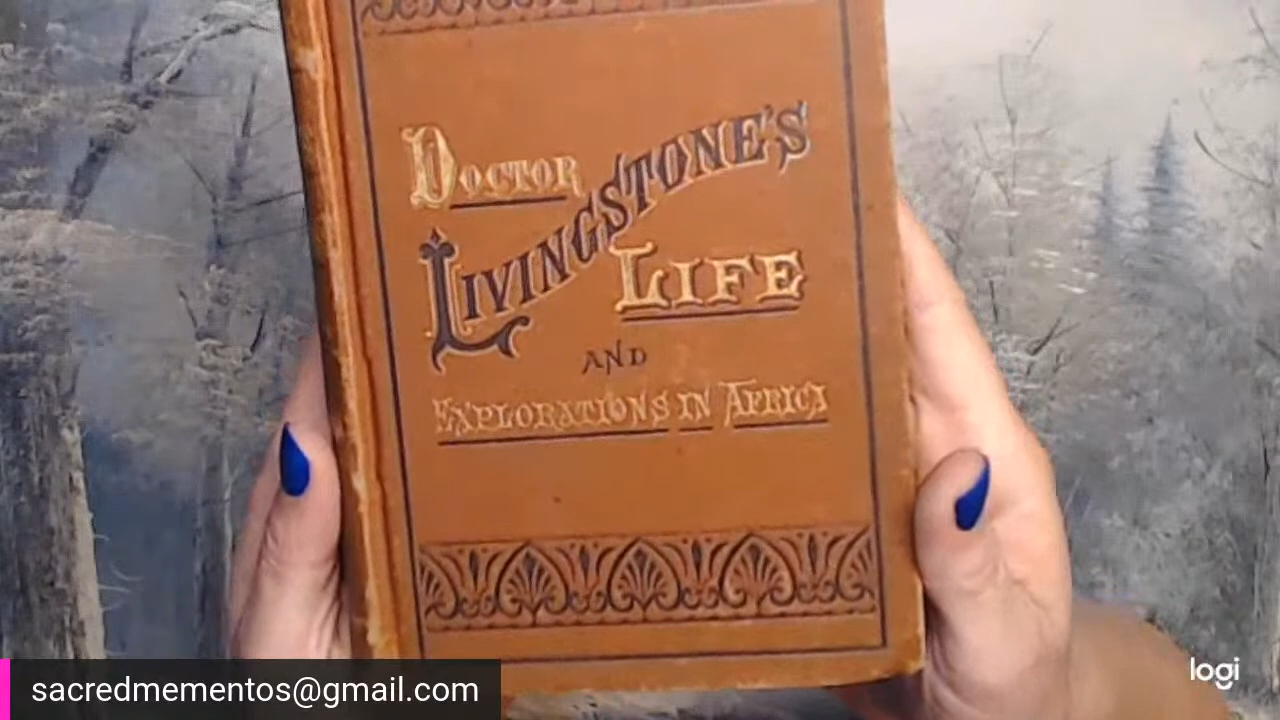 DOCTOR
LIVINGSTONE'S
LIFE
AND
EXPLORATIONS IN AFRICA
sacredmementos@gmail.com
logi